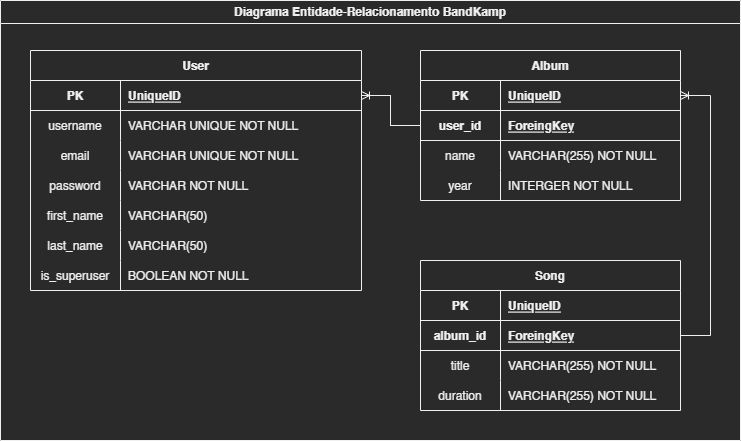 Diagrama Entidade-Relacionamento BandKamp
User
PK UniqueID
username VARCHAR UNIQUE NOT NULL
email VARCHAR UNIQUE NOT NULL
password VARCHAR NOT NULL
first_name VARCHAR(50)
last_name VARCHAR(50)
is_superuser BOOLEAN NOT NULL
Album
PK UniqueID
user_id ForeingKey
name VARCHAR(255) NOT NULL
year INTERGER NOT NULL
Song
PK UniqueID
album_id ForeingKey
title VARCHAR(255) NOT NULL
duration VARCHAR(255) NOT NULL